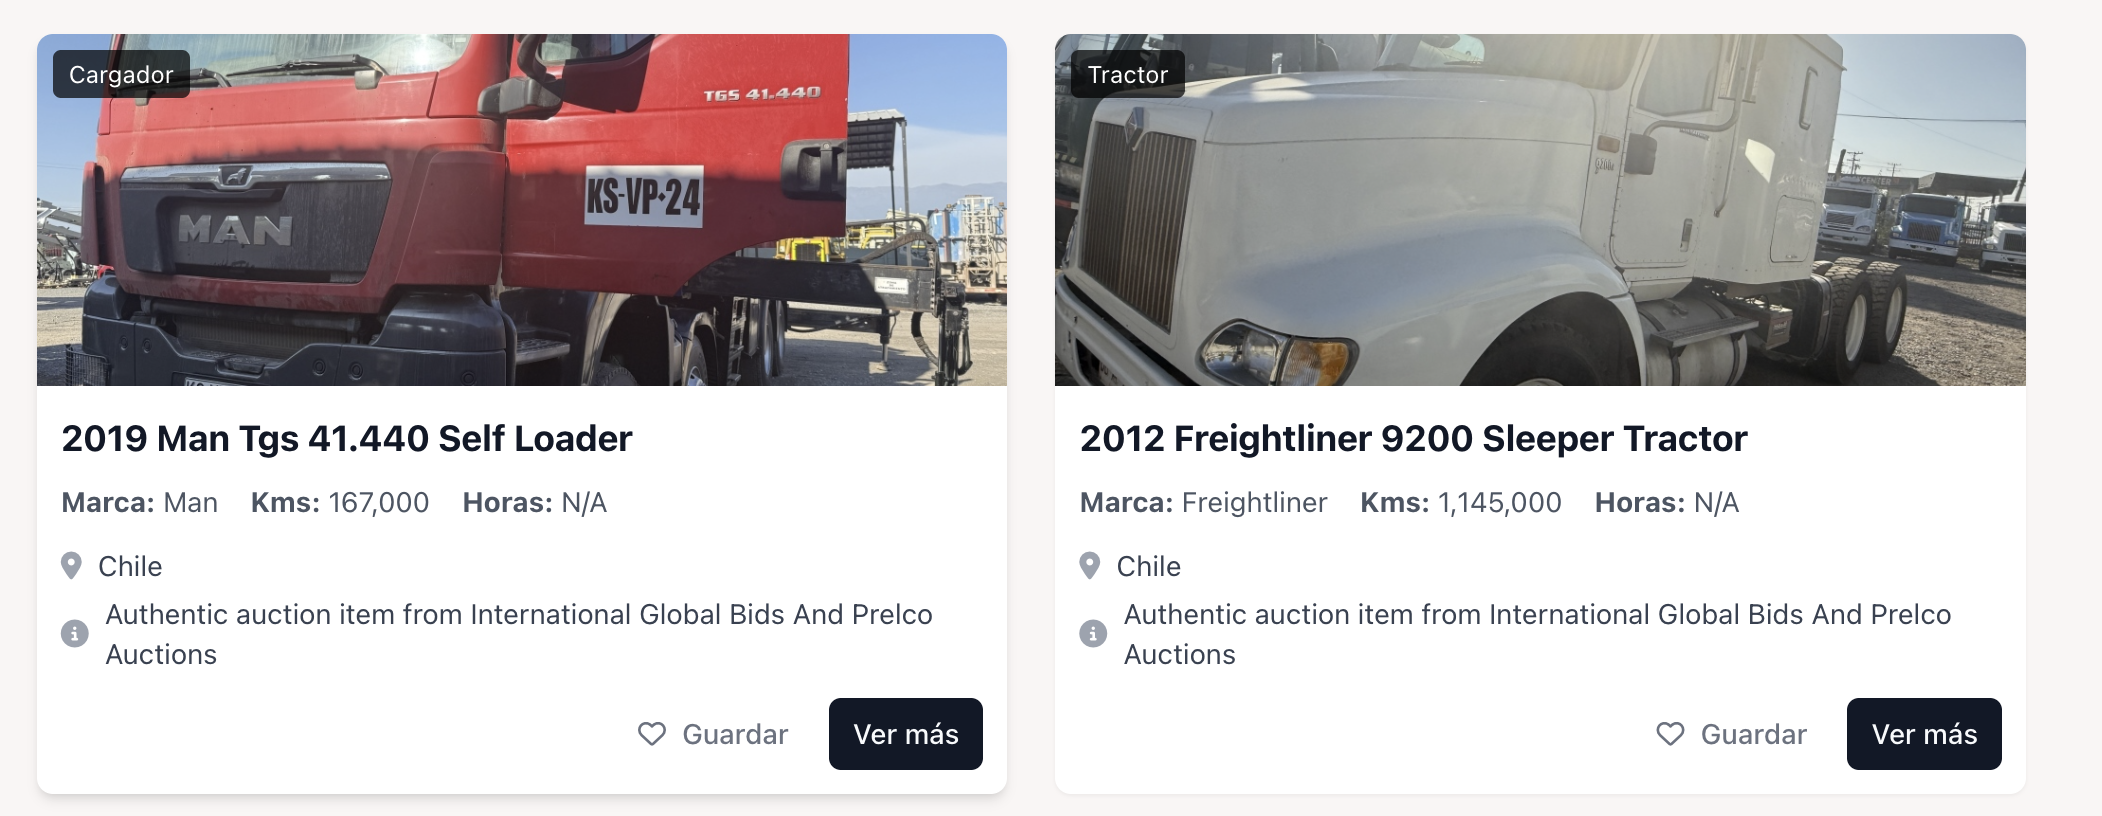 Cargador
TGS 41.440
KS-VP-24
MAN
2019 Man Tgs 41.440 Self Loader
Marca: Man Kms: 167,000 Horas: N/A
Chile
Authentic auction item from International Global Bids And Prelco
Auctions
Guardar
Ver más
Tractor
2012 Freightliner 9200 Sleeper Tractor
Marca: Freightliner Kms: 1,145,000 Horas: N/A
Chile
Authentic auction item from International Global Bids And Prelco
Auctions
Guardar
Ver más